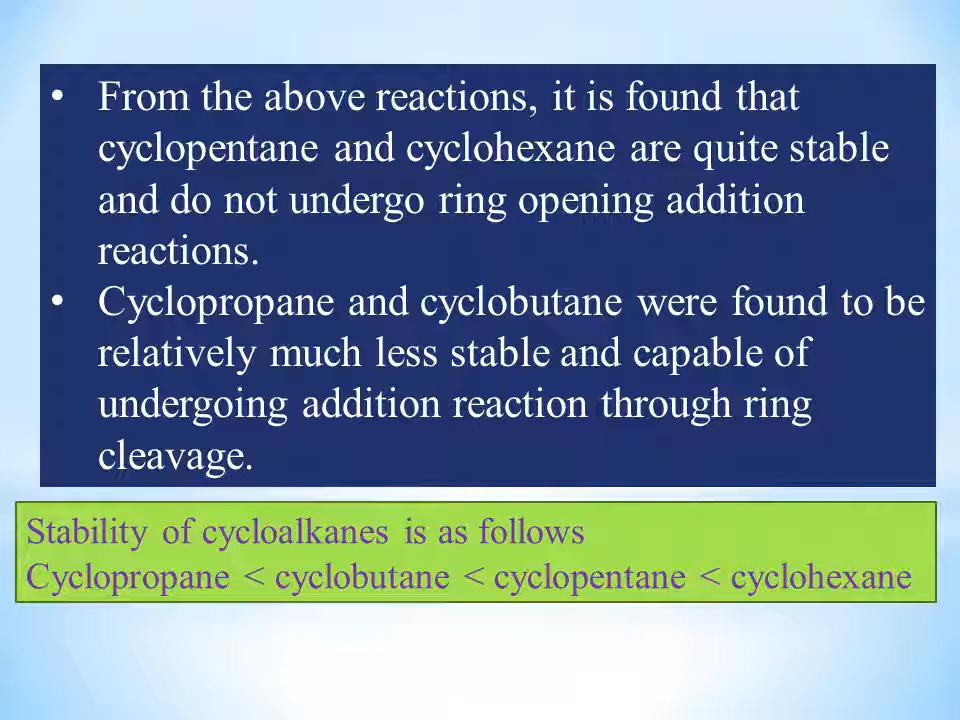 • From the above reactions, it is found that
cyclopentane and cyclohexane are quite stable
and do not undergo ring opening addition
reactions.
• Cyclopropane and cyclobutane were found to be
relatively much less stable and capable of
undergoing addition reaction through ring
cleavage.
Stability of cycloalkanes is as follows
Cyclopropane < cyclobutane < cyclopentane < cyclohexane